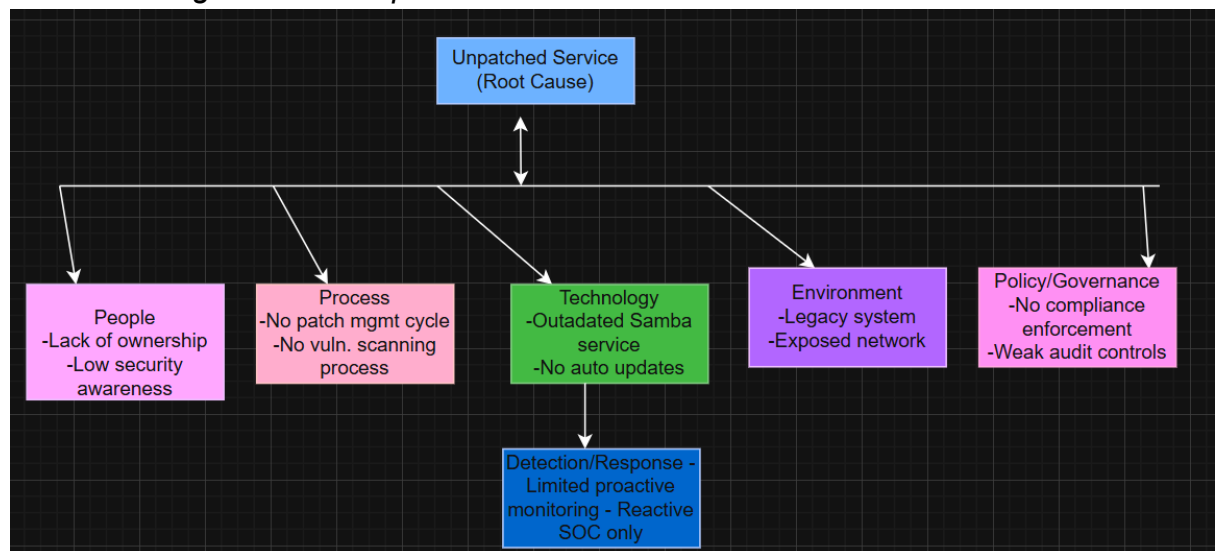 Unpatched Service
(Root Cause)
People
-Lack of ownership
-Low security
awareness
Process
-No patch mgmt cycle
-No vuln. scanning
process
Technology
-Outadated Samba
service
-No auto updates
Environment
-Legacy system
-Exposed network
Policy/Governance
-No compliance
enforcement
-Weak audit controls
Detection/Response -
Limited proactive
monitoring - Reactive
SOC only